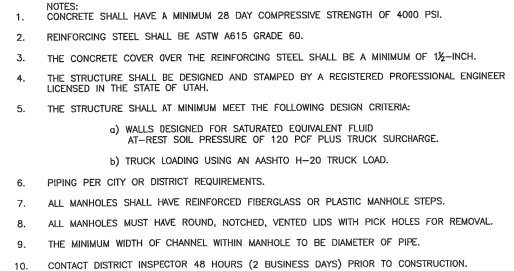 NOTES:
1. CONCRETE SHALL HAVE A MINIMUM 28 DAY COMPRESSIVE STRENGTH OF 4000 PSI.
2. REINFORCING STEEL SHALL BE ASTW A615 GRADE 60.
3. THE CONCRETE COVER OVER THE REINFORCING STEEL SHALL BE A MINIMUM OF 1½-INCH.
4. THE STRUCTURE SHALL BE DESIGNED AND STAMPED BY A REGISTERED PROFESSIONAL ENGINEER
LICENSED IN THE STATE OF UTAH.
5. THE STRUCTURE SHALL AT MINIMUM MEET THE FOLLOWING DESIGN CRITERIA:
a) WALLS DESIGNED FOR SATURATED EQUIVALENT FLUID
AT-REST SOIL PRESSURE OF 120 PCF PLUS TRUCK SURCHARGE.
b) TRUCK LOADING USING AN AASHTO H-20 TRUCK LOAD.
6. PIPING PER CITY OR DISTRICT REQUIREMENTS.
7. ALL MANHOLES SHALL HAVE REINFORCED FIBERGLASS OR PLASTIC MANHOLE STEPS.
8. ALL MANHOLES MUST HAVE ROUND, NOTCHED, VENTED LIDS WITH PICK HOLES FOR REMOVAL.
9. THE MINIMUM WIDTH OF CHANNEL WITHIN MANHOLE TO BE DIAMETER OF PIPE.
10. CONTACT DISTRICT INSPECTOR 48 HOURS (2 BUSINESS DAYS) PRIOR TO CONSTRUCTION.